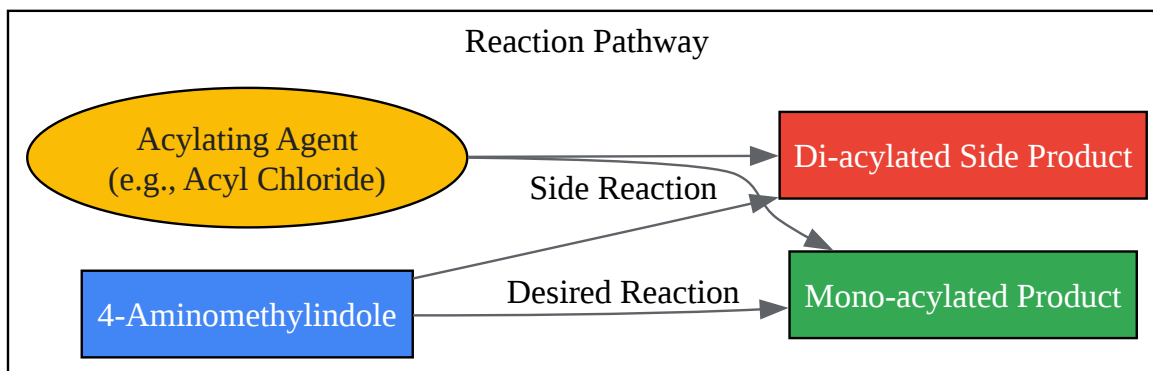 Reaction Pathway
Acylating Agent
(e.g., Acyl Chloride)
Di-acylated Side Product
Side Reaction
4-Aminomethylindole
Desired Reaction
Mono-acylated Product